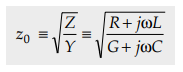 z₀ ≡ √(Z/Y) ≡ √((R + jωL)/(G + jωC))